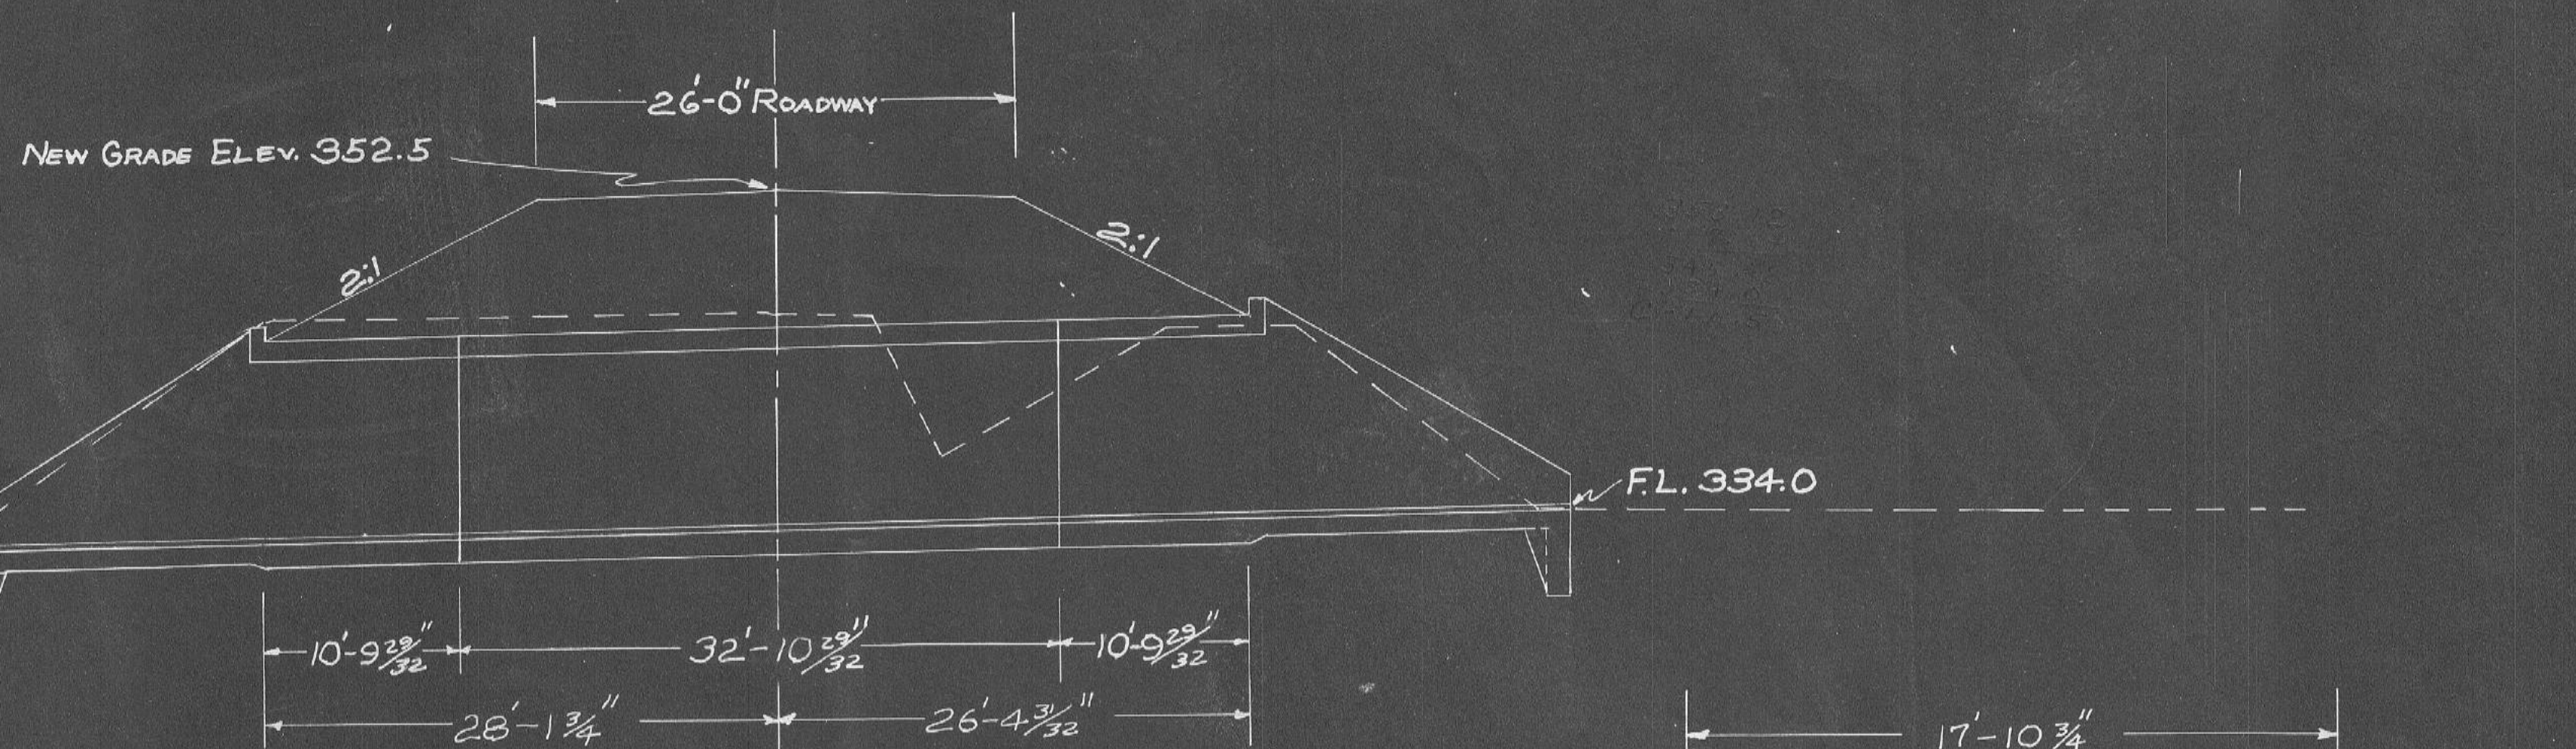 26'-0" ROADWAY
NEW GRADE ELEV. 352.5
2:1
2:1
F.L. 334.0
10'-9 29/32"
32'-10 29/32"
10'-9 29/32"
28'-1 3/4"
26'-4 31/32"
17'-10 3/4"